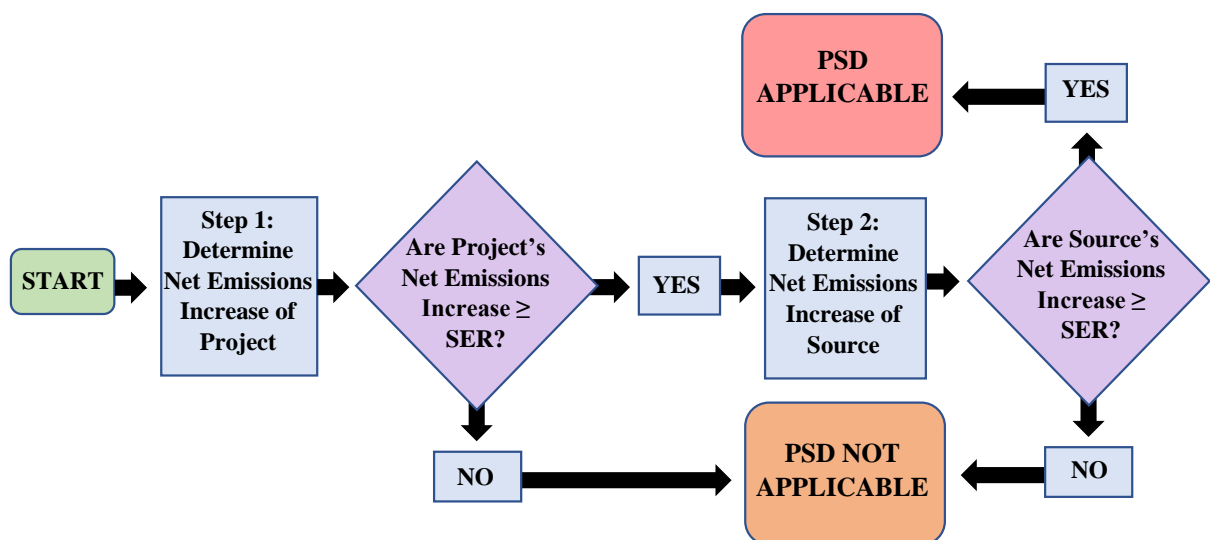 START
Step 1:
Determine
Net Emissions
Increase of
Project
Are Project's
Net Emissions
Increase ≥
SER?
YES
Step 2:
Determine
Net Emissions
Increase of
Source
Are Source's
Net Emissions
Increase ≥
SER?
YES
PSD
APPLICABLE
NO
PSD NOT
APPLICABLE
NO